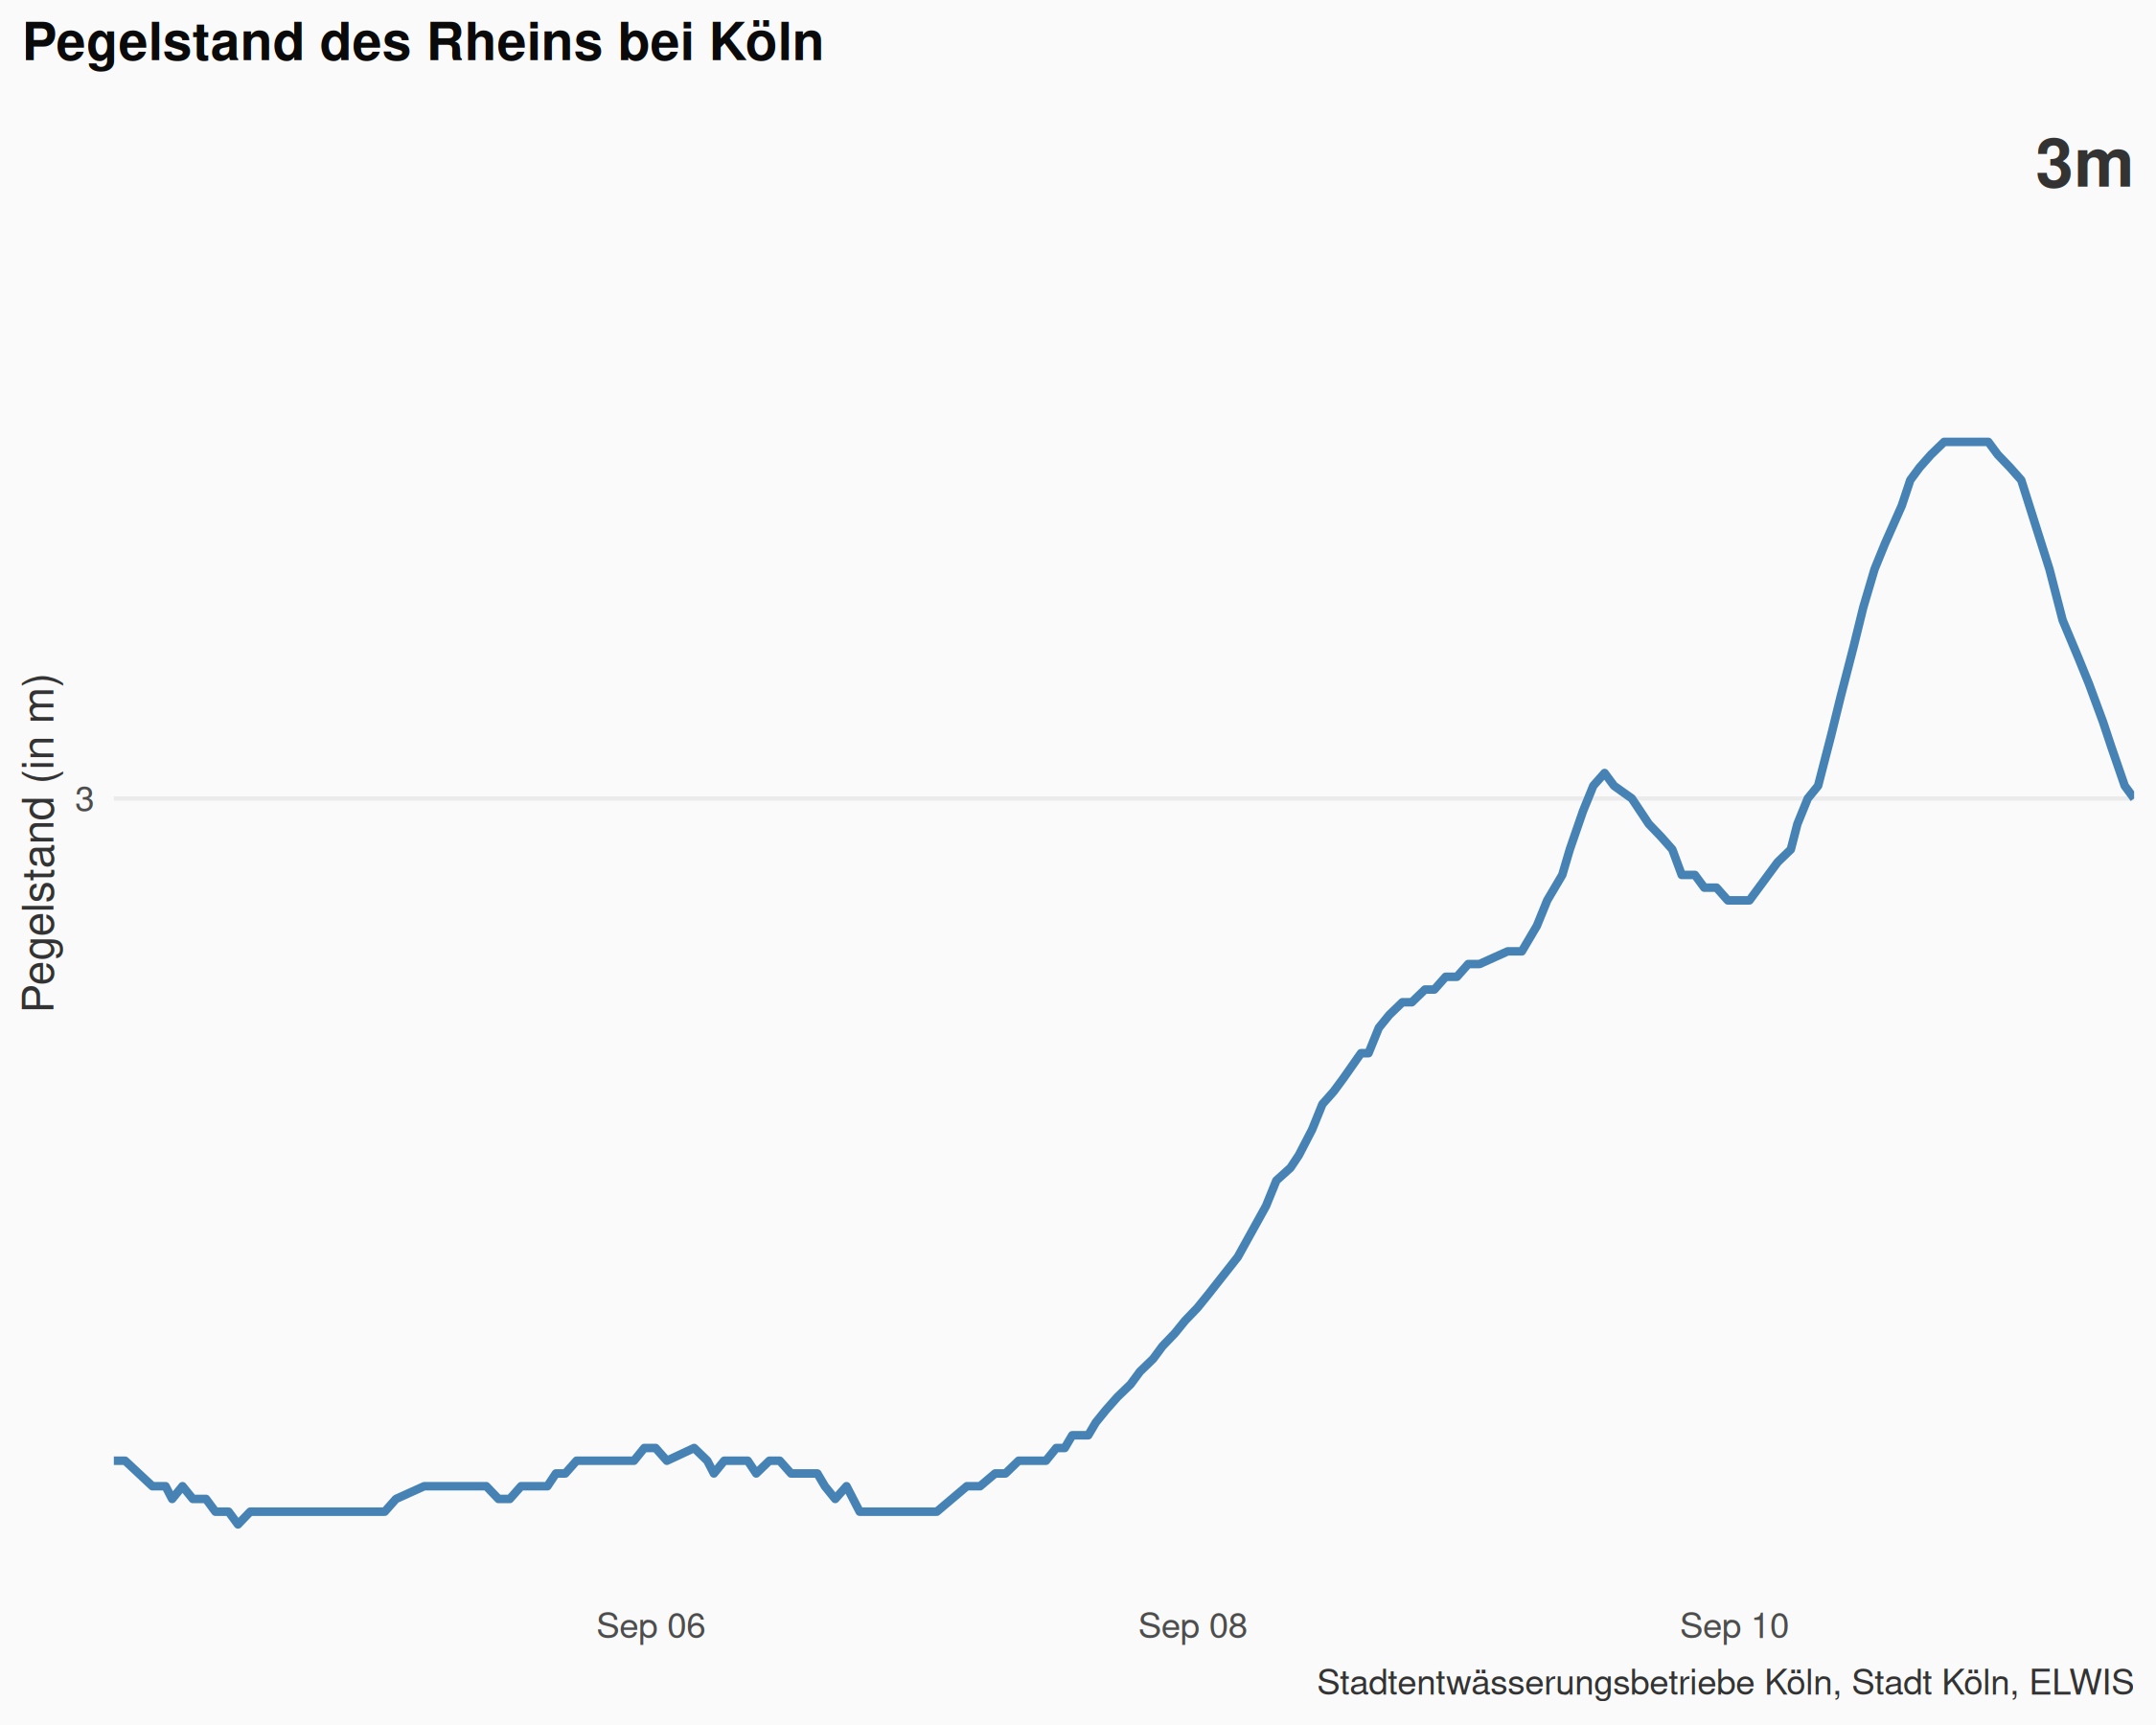 Pegelstand des Rheins bei Köln
3m
Pegelstand (in m)
3
Sep 06
Sep 08
Sep 10
Stadtentwässerungsbetriebe Köln, Stadt Köln, ELWIS